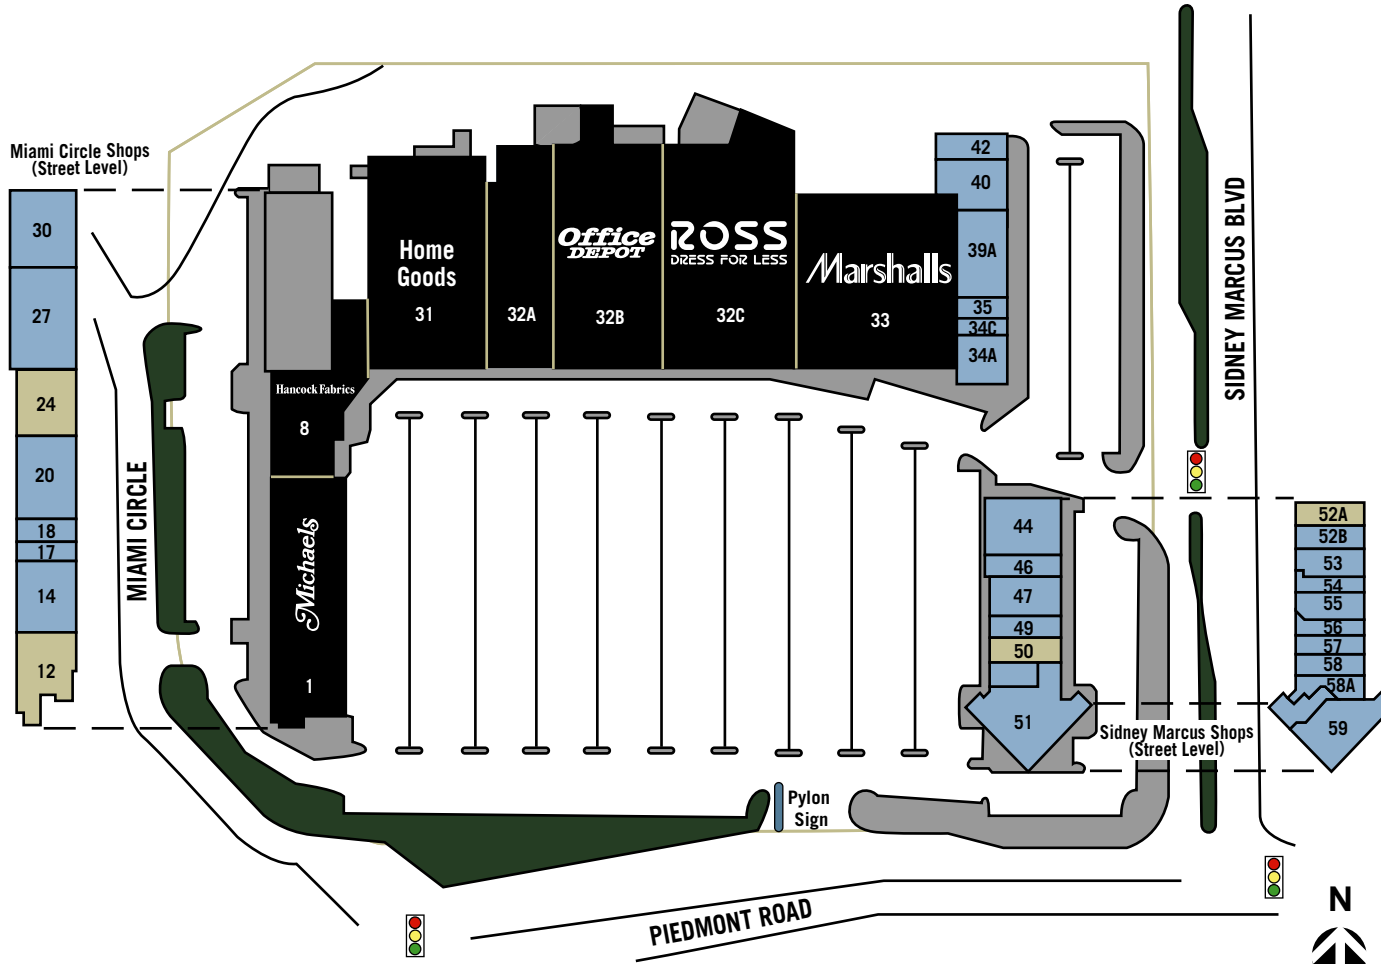 Miami Circle Shops
(Street Level)
30
27
24
20
18
17
14
12
MIAMI CIRCLE
Home
Goods
31
32A
Office
DEPOT
32B
ROSS
DRESS FOR LESS
32C
Marshalls
33
42
40
39A
35
34C
34A
Hancock Fabrics
8
Michaels
1
44
46
47
49
50
51
SIDNEY MARCUS BLVD
52A
52B
53
54
55
56
57
58
58A
59
Sidney Marcus Shops
(Street Level)
Pylon
Sign
PIEDMONT ROAD
N